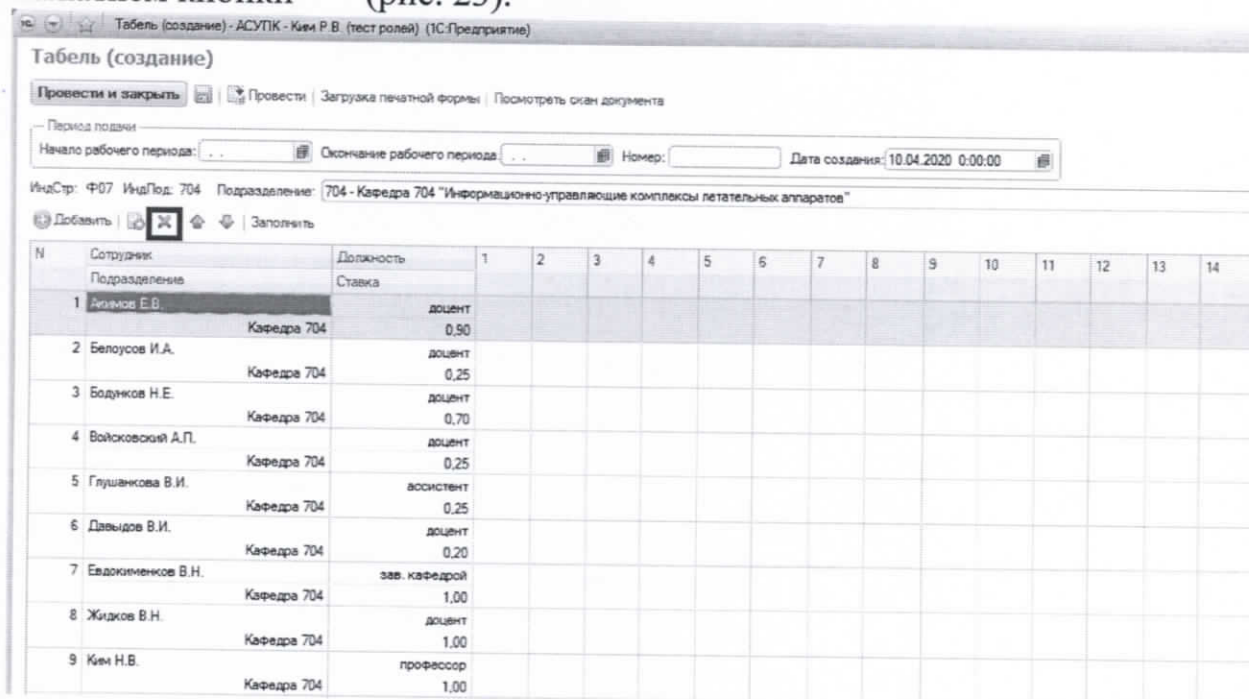 кнопки (рис. 25).
Табель (создание) - АСУПК - Ким Р.В. (тест ролей) (1С:Предприятие)
Табель (создание)
Провести и закрыть Провести Загрузка печатной формы Посмотреть скан документа
Период подачи
Начало рабочего периода: . . Окончание рабочего периода: . . Номер: Дата создания: 10.04.2020 0:00:00
ИндСтр: Ф07 ИндПод: 704 Подразделение: 704 - Кафедра 704 "Информационно-управляющие комплексы летательных аппаратов"
Добавить Заполнить
N Сотрудник Должность 1 2 3 4 5 6 7 8 9 10 11 12 13 14
Подразделение Ставка
1 Акимов Е.В. доцент
Кафедра 704 0,90
2 Белоусов И.А. доцент
Кафедра 704 0,25
3 Бодунков Н.Е. доцент
Кафедра 704 0,70
4 Войсковский А.П. доцент
Кафедра 704 0,25
5 Глушанкова В.И. ассистент
Кафедра 704 0,25
6 Давыдов В.И. доцент
Кафедра 704 0,20
7 Евдокименков В.Н. зав. кафедрой
Кафедра 704 1,00
8 Жидков В.Н. доцент
Кафедра 704 1,00
9 Ким Н.В. профессор
Кафедра 704 1,00